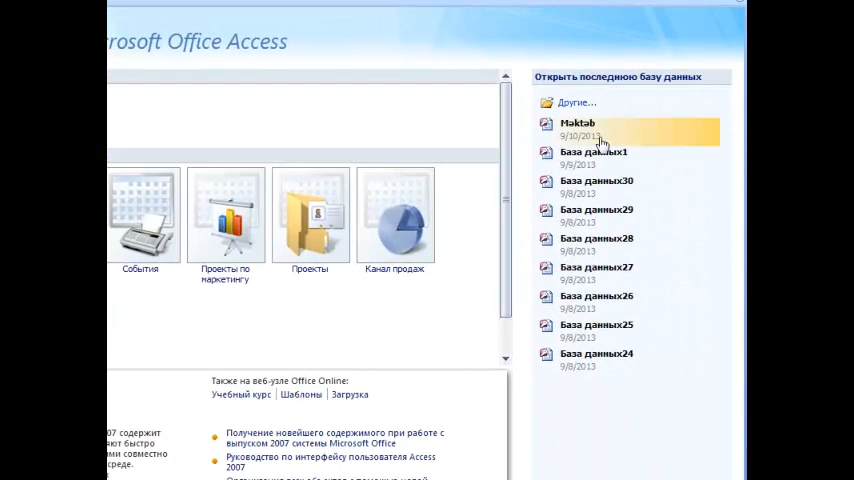 rosoft Office Access
Открыть последнюю базу данных
Другие...
Məktəb
9/10/2013
База данных1
9/9/2013
База данных30
9/8/2013
База данных29
9/8/2013
База данных28
9/8/2013
База данных27
9/8/2013
База данных26
9/8/2013
База данных25
9/8/2013
База данных24
9/8/2013
События
Проекты по
маркетингу
Проекты
Канал продаж
Также на веб-узле Office Online:
Учебный курс | Шаблоны | Загрузка
07 содержит
яют быстро
ми совместно
среде.
Получение новейшего содержимого при работе с
выпуском 2007 системы Microsoft Office
Руководство по интерфейсу пользователя Access
2007